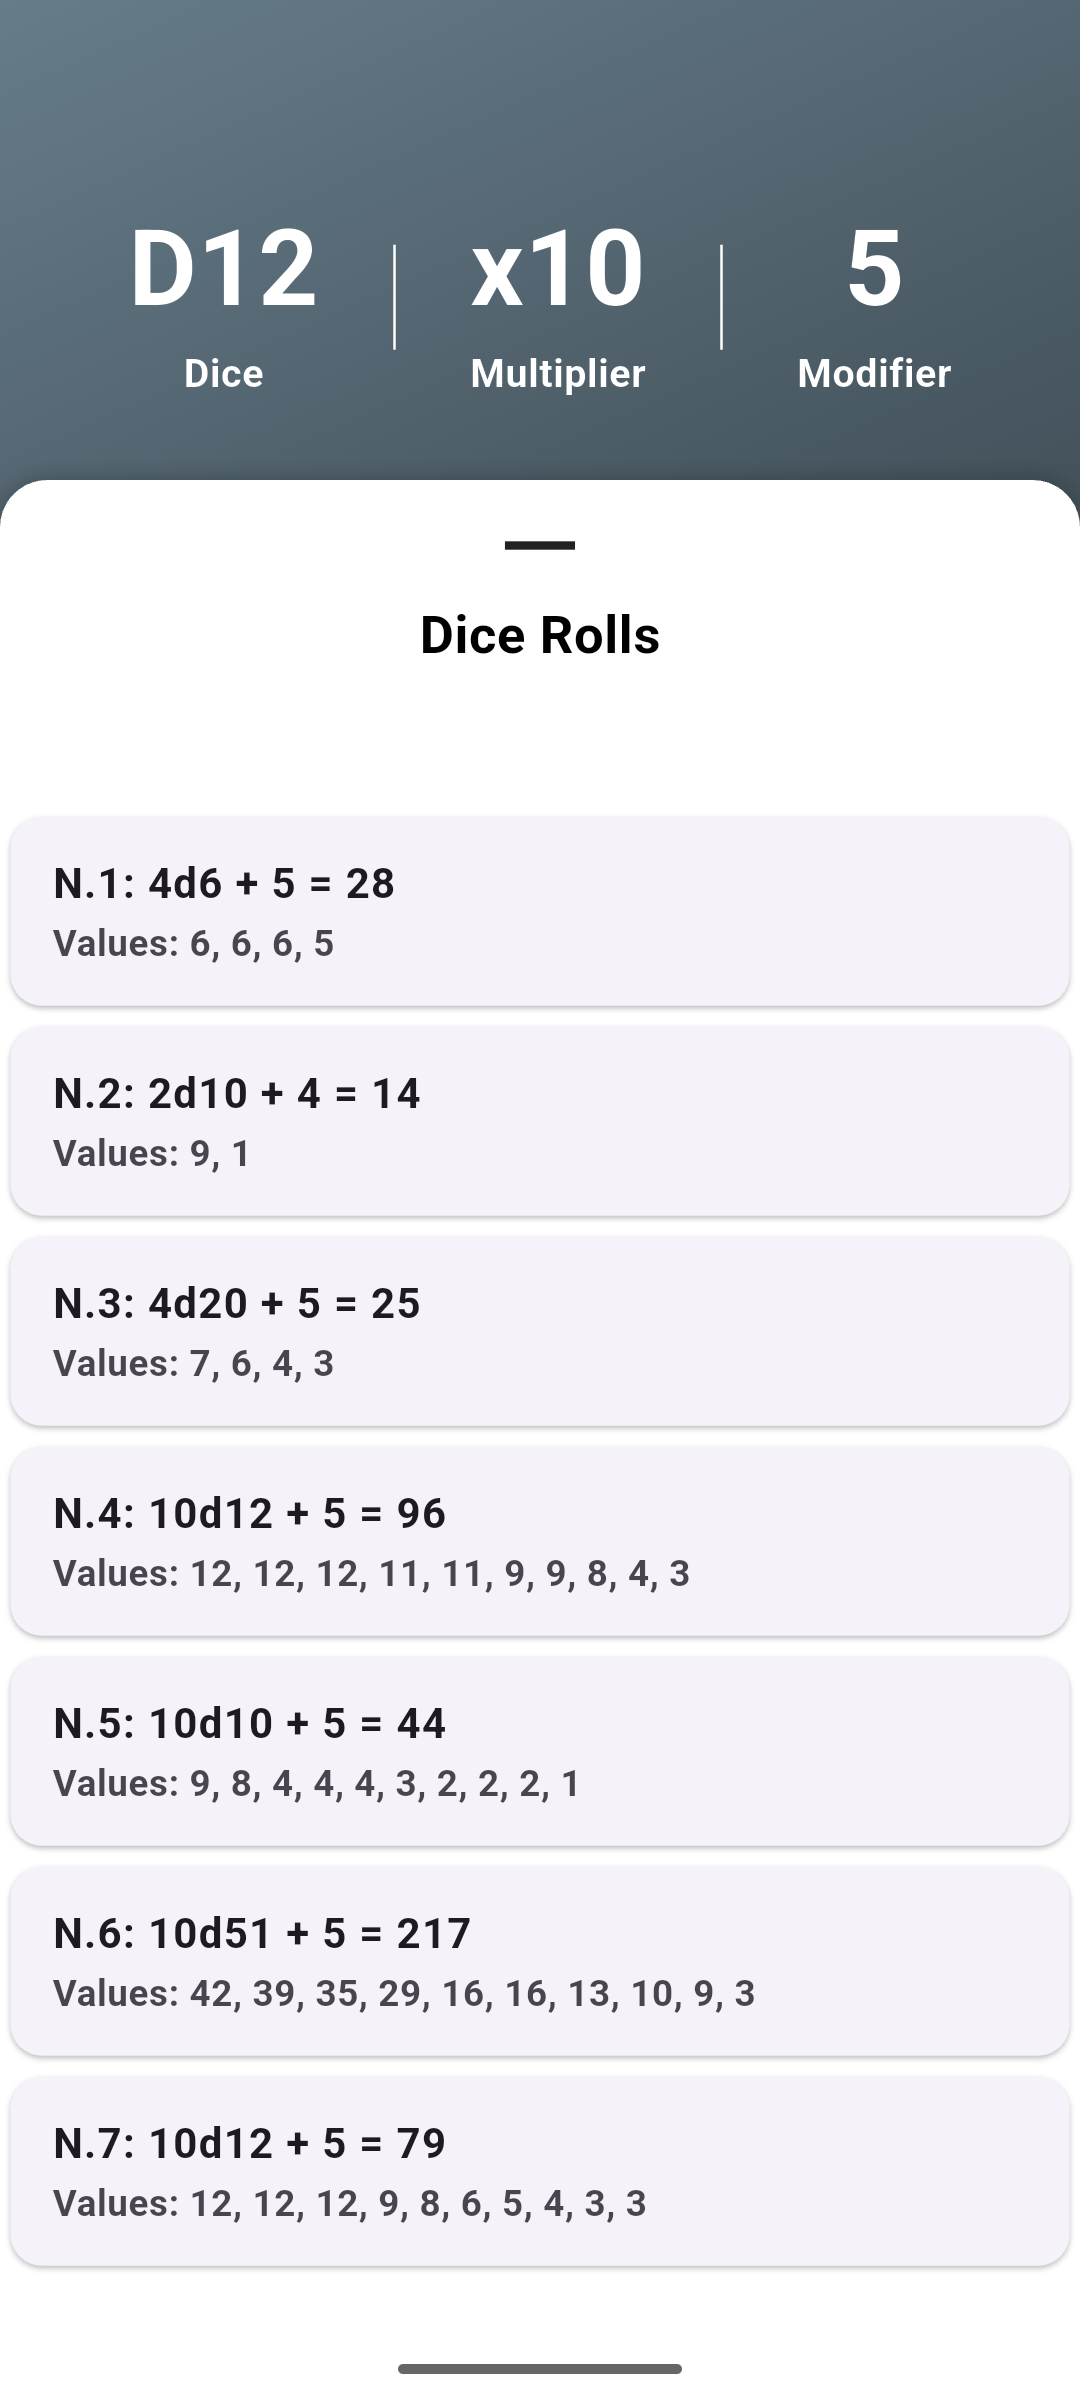 D12 x10 5
Dice Multiplier Modifier
Dice Rolls
N.1: 4d6 + 5 = 28
Values: 6, 6, 6, 5
N.2: 2d10 + 4 = 14
Values: 9, 1
N.3: 4d20 + 5 = 25
Values: 7, 6, 4, 3
N.4: 10d12 + 5 = 96
Values: 12, 12, 12, 11, 11, 9, 9, 8, 4, 3
N.5: 10d10 + 5 = 44
Values: 9, 8, 4, 4, 4, 3, 2, 2, 2, 1
N.6: 10d51 + 5 = 217
Values: 42, 39, 35, 29, 16, 16, 13, 10, 9, 3
N.7: 10d12 + 5 = 79
Values: 12, 12, 12, 9, 8, 6, 5, 4, 3, 3